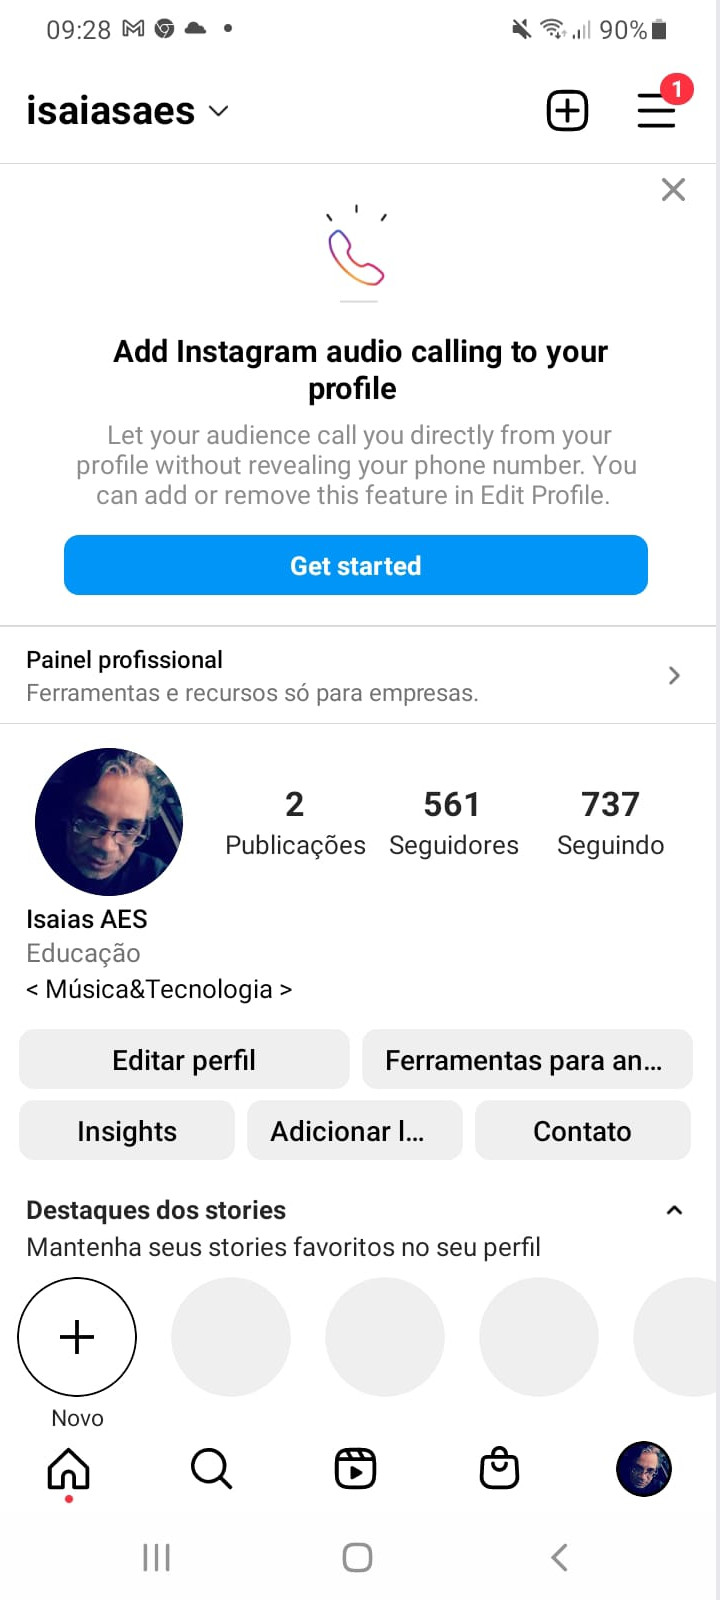 09:28
90%
isaiasaes
1
Add Instagram audio calling to your
profile
Let your audience call you directly from your
profile without revealing your phone number. You
can add or remove this feature in Edit Profile.
Get started
Painel profissional
Ferramentas e recursos só para empresas.
2 561 737
Publicações Seguidores Seguindo
Isaias AES
Educação
< Música&Tecnologia >
Editar perfil Ferramentas para an...
Insights Adicionar l... Contato
Destaques dos stories
Mantenha seus stories favoritos no seu perfil
Novo